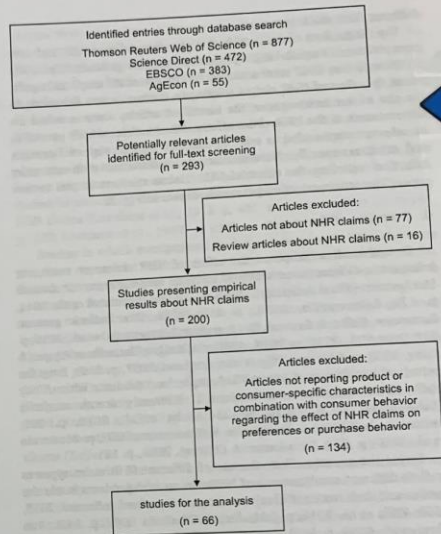 Identified entries through database search
Thomson Reuters Web of Science (n = 877)
Science Direct (n = 472)
EBSCO (n = 383)
AgEcon (n = 55)
Potentially relevant articles
identified for full-text screening
(n = 293)
Articles excluded:
Articles not about NHR claims (n = 77)
Review articles about NHR claims (n = 16)
Studies presenting empirical
results about NHR claims
(n = 200)
Articles excluded:
Articles not reporting product or
consumer-specific characteristics in
combination with consumer behavior
regarding the effect of NHR claims on
preferences or purchase behavior
(n = 134)
studies for the analysis
(n = 66)